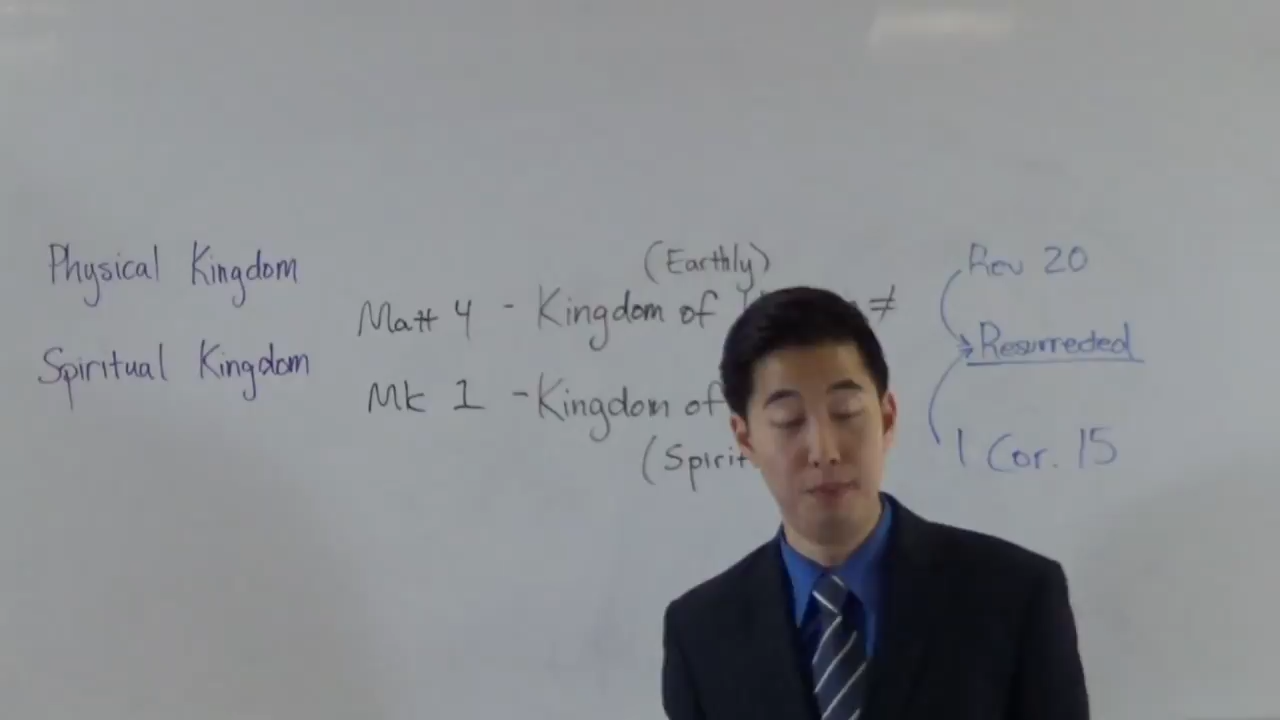 Physical Kingdom
Spiritual Kingdom
(Earthly)
Matt 4 - Kingdom of ≠
Mk 1 - Kingdom of
(Spirit
Rev 20
Resurreded
1 Cor. 15